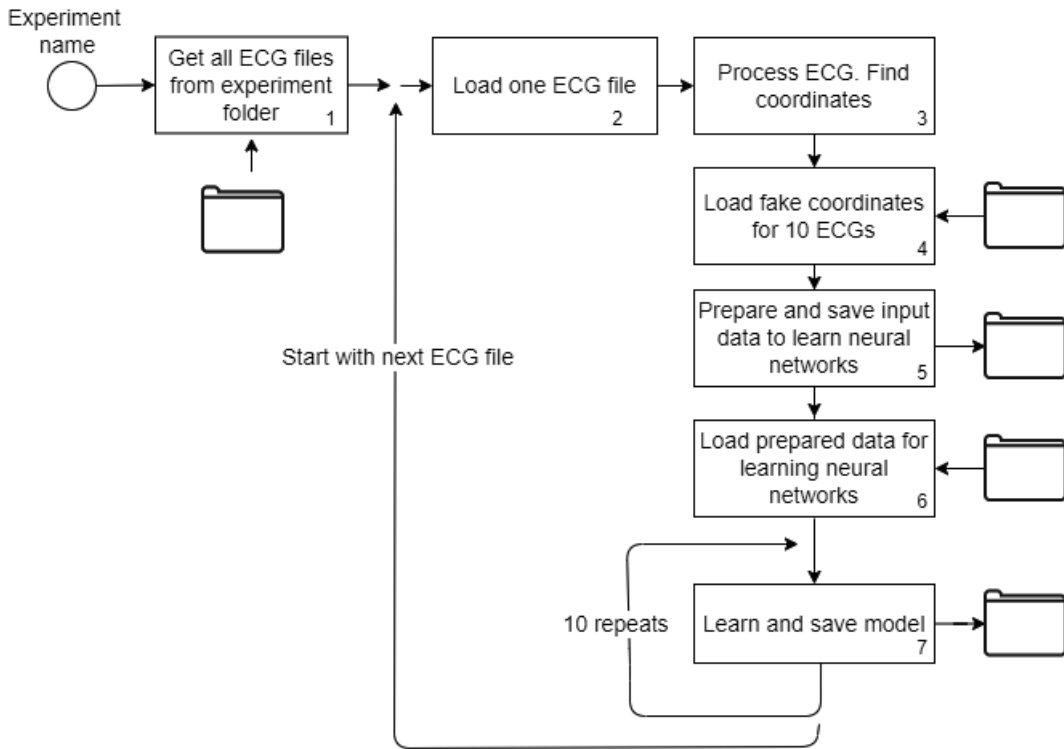 Experiment
name
Get all ECG files
from experiment
folder
1
Load one ECG file
2
Process ECG. Find
coordinates
3
Load fake coordinates
for 10 ECGs
4
Prepare and save input
data to learn neural
networks
5
Start with next ECG file
Load prepared data for
learning neural
networks
6
10 repeats
Learn and save model
7